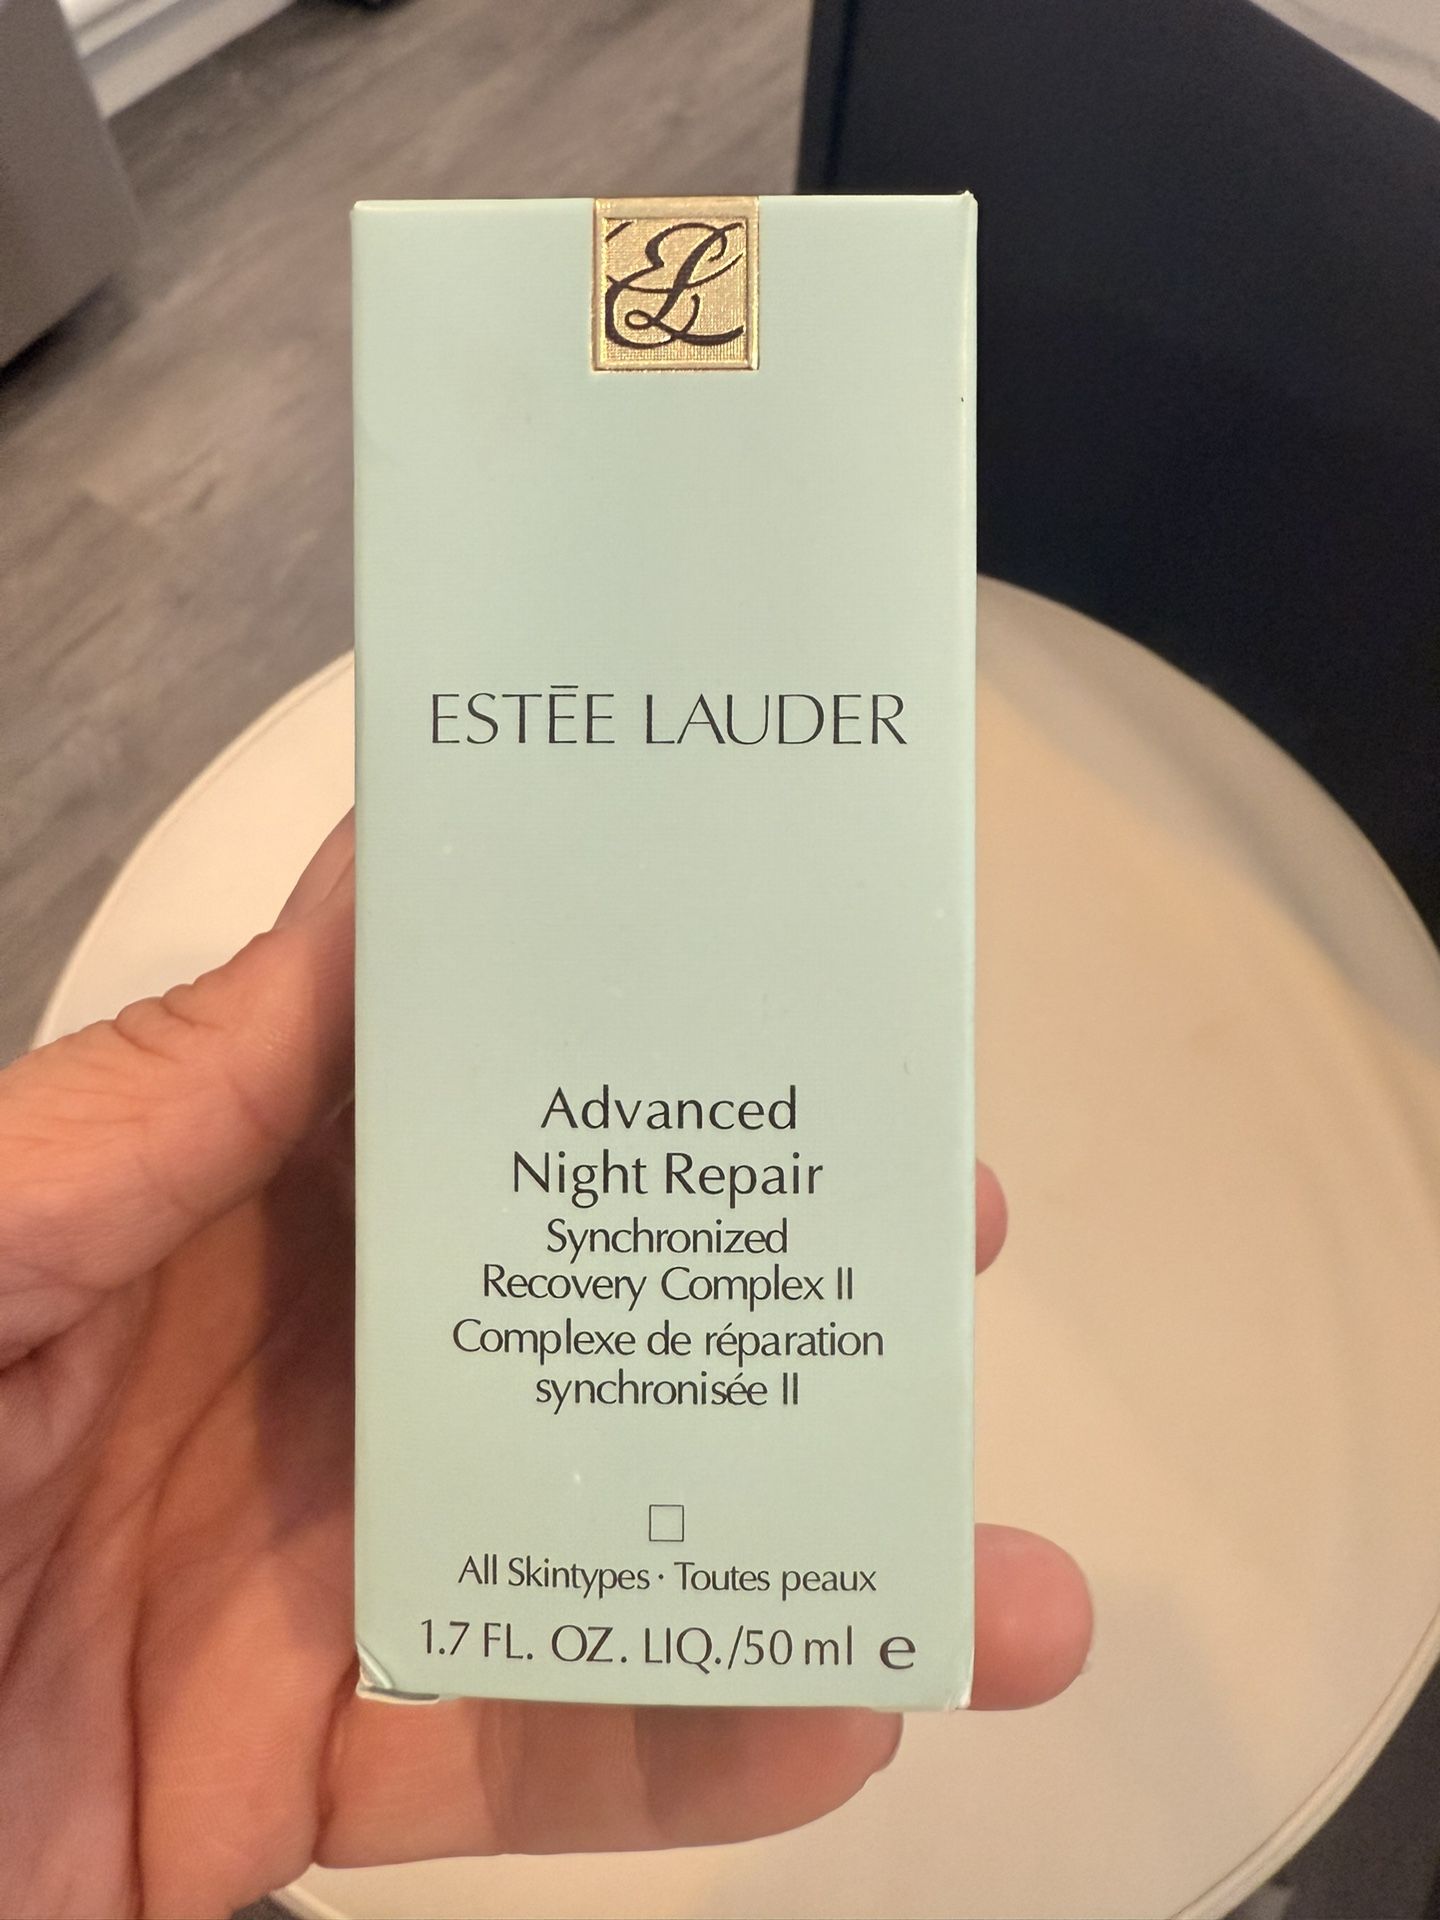 EL
ESTĒE LAUDER
Advanced
Night Repair
Synchronized
Recovery Complex II
Complexe de réparation
synchronisée II
All Skintypes · Toutes peaux
1.7 FL. OZ. LIQ./50 ml ℮